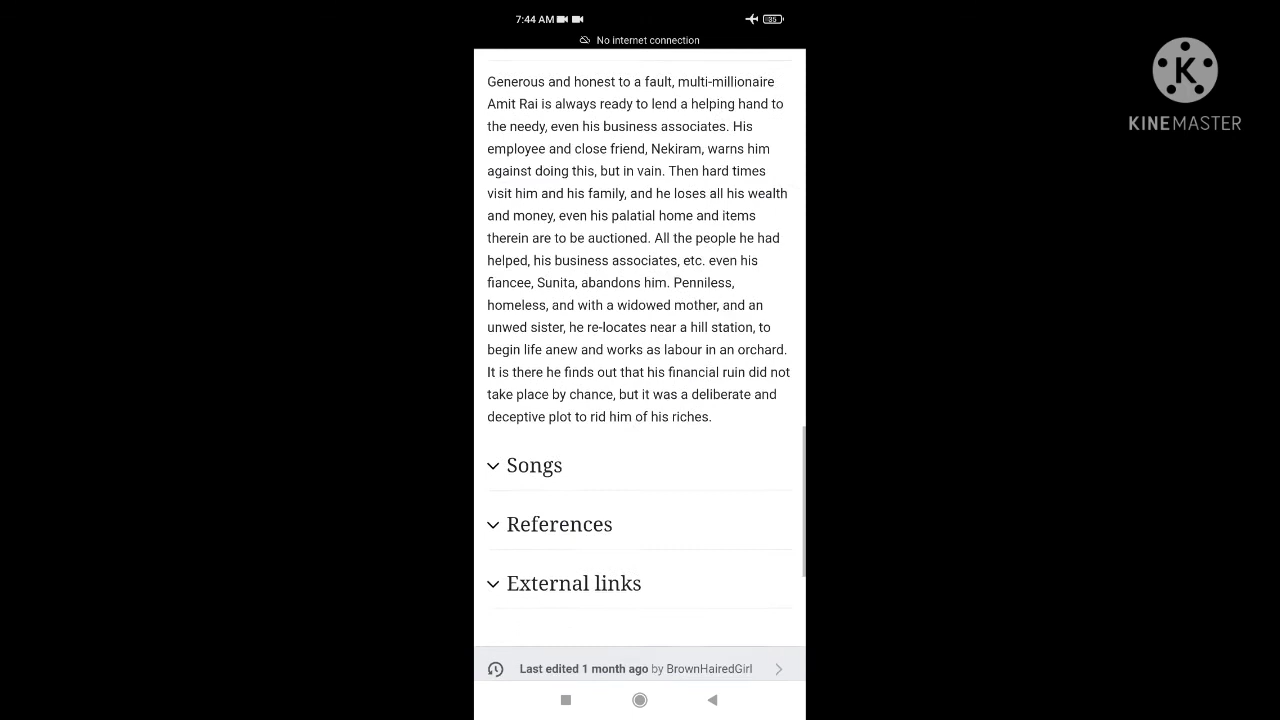 7:44 AM
35
No internet connection
Generous and honest to a fault, multi-millionaire
Amit Rai is always ready to lend a helping hand to
the needy, even his business associates. His
employee and close friend, Nekiram, warns him
against doing this, but in vain. Then hard times
visit him and his family, and he loses all his wealth
and money, even his palatial home and items
therein are to be auctioned. All the people he had
helped, his business associates, etc. even his
fiancee, Sunita, abandons him. Penniless,
homeless, and with a widowed mother, and an
unwed sister, he re-locates near a hill station, to
begin life anew and works as labour in an orchard.
It is there he finds out that his financial ruin did not
take place by chance, but it was a deliberate and
deceptive plot to rid him of his riches.
Songs
References
External links
Last edited 1 month ago by BrownHairedGirl
K
KINEMASTER